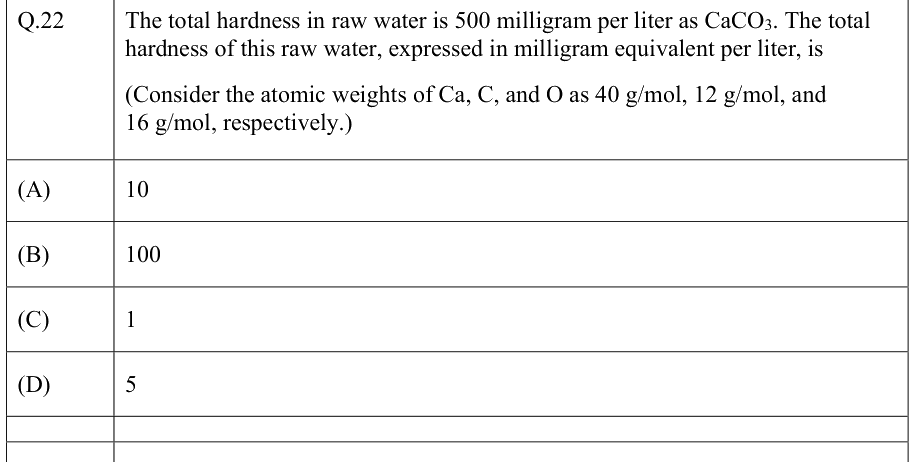 Q.22 The total hardness in raw water is 500 milligram per liter as CaCO₃. The total
hardness of this raw water, expressed in milligram equivalent per liter, is
(Consider the atomic weights of Ca, C, and O as 40 g/mol, 12 g/mol, and
16 g/mol, respectively.)
(A) 10
(B) 100
(C) 1
(D) 5